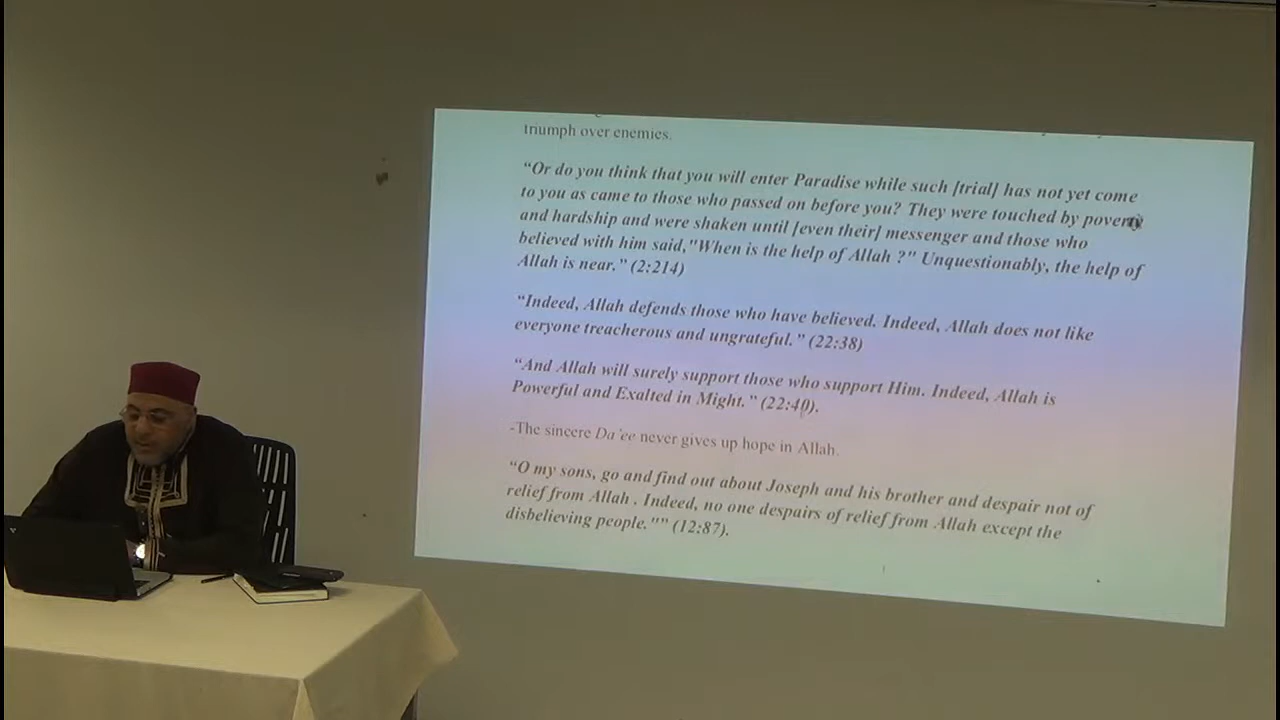 triumph over enemies.
“Or do you think that you will enter Paradise while such [trial] has not yet come
to you as came to those who passed on before you? They were touched by poverty
and hardship and were shaken until [even their] messenger and those who
believed with him said,"When is the help of Allah ?" Unquestionably, the help of
Allah is near.” (2:214)
“Indeed, Allah defends those who have believed. Indeed, Allah does not like
everyone treacherous and ungrateful.” (22:38)
“And Allah will surely support those who support Him. Indeed, Allah is
Powerful and Exalted in Might.” (22:40).
-The sincere Da’ee never gives up hope in Allah.
“O my sons, go and find out about Joseph and his brother and despair not of
relief from Allah . Indeed, no one despairs of relief from Allah except the
disbelieving people."” (12:87).